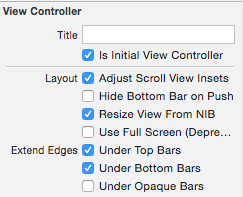 View Controller
Title
Is Initial View Controller
Layout Adjust Scroll View Insets
Hide Bottom Bar on Push
Resize View From NIB
Use Full Screen (Depre...
Extend Edges Under Top Bars
Under Bottom Bars
Under Opaque Bars